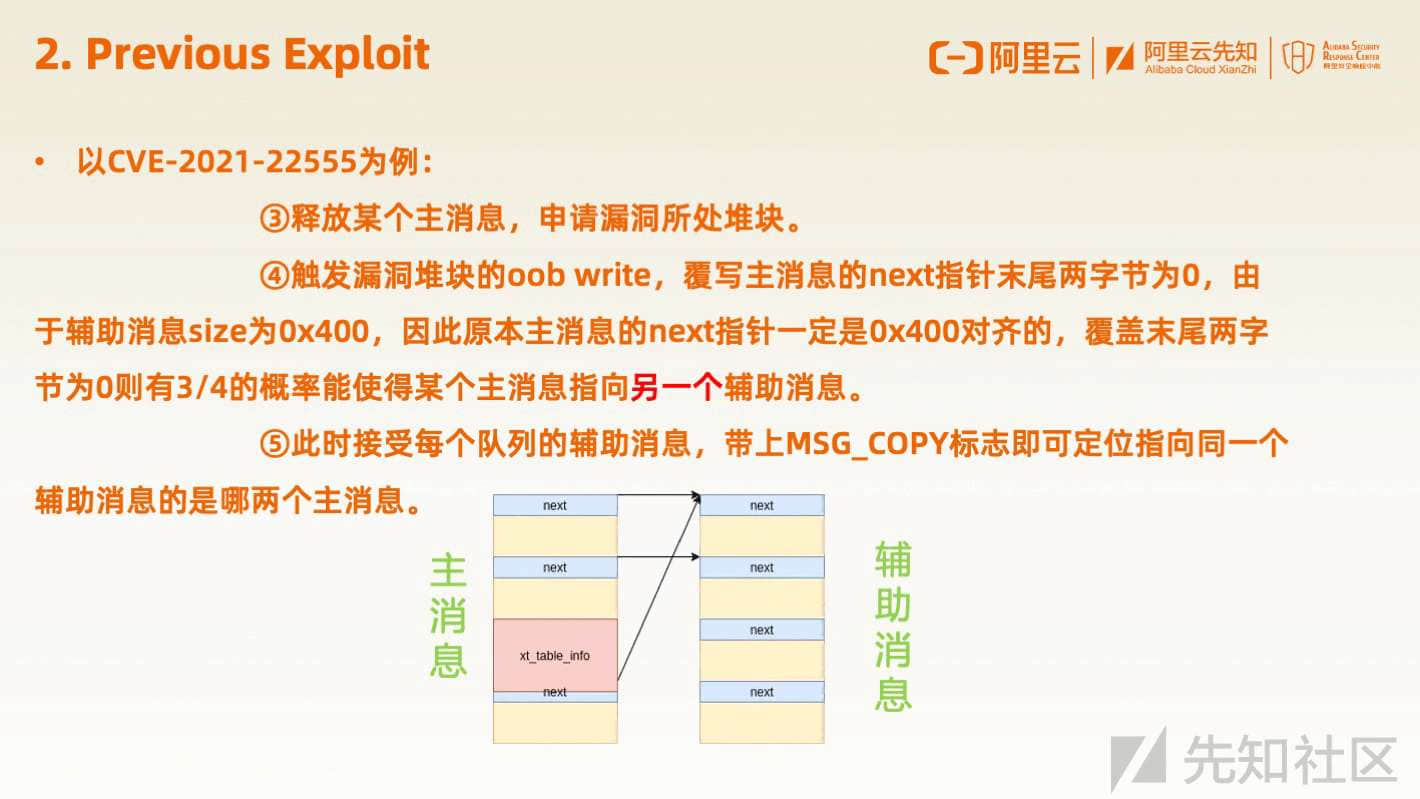 2. Previous Exploit
阿里云
阿里云先知
Alibaba Cloud XianZhi
ALIBABA SECURITY
RESPONSE CENTER
• 以CVE-2021-22555为例：
③释放某个主消息，申请漏洞所处堆块。
④触发漏洞堆块的oob write，覆写主消息的next指针末尾两字节为0，由
于辅助消息size为0x400，因此原本主消息的next指针一定是0x400对齐的，覆盖末尾两字
节为0则有3/4的概率能使得某个主消息指向另一个辅助消息。
⑤此时接受每个队列的辅助消息，带上MSG_COPY标志即可定位指向同一个
辅助消息的是哪两个主消息。
主消息
next
next
xt_table_info
next
next
next
next
next
辅助消息
先知社区